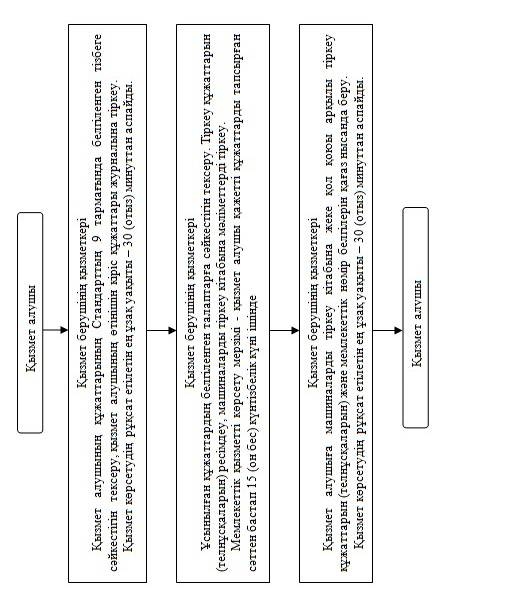 Қызмет алушы
Қызмет берушінің қызметкері
Қызмет алушының құжаттарының Стандарттың 9 тармағында белгіленген тізбеге
сәйкестігін тексеру, қызмет алушының өтінішін кіріс құжаттары журналына тіркеу.
Қызмет көрсетудің рұқсат етілетін ең ұзақ уақыты – 30 (отыз) минуттан аспайды.
Қызмет берушінің қызметкері
Ұсынылған құжаттардың белгіленген талаптарға сәйкестігін тексеру. Тіркеу құжаттарын
(телнұсқаларын) ресімдеу, машиналарды тіркеу кітабына мәліметтерді тіркеу.
Мемлекеттік қызметті көрсету мерзімі - қызмет алушы қажетті құжаттарды тапсырған
сәттен бастап 15 (он бес) күнтізбелік күні ішінде
Қызмет берушінің қызметкері
Қызмет алушыға машиналарды тіркеу кітабына жеке қол қоюы арқылы тіркеу
құжаттарын (телнұсқаларын) және мемлекеттік нөмір белгілерін қағаз нысанда беру.
Қызмет көрсетудің рұқсат етілетін ең ұзақ уақыты – 30 (отыз) минуттан аспайды.
Қызмет алушы